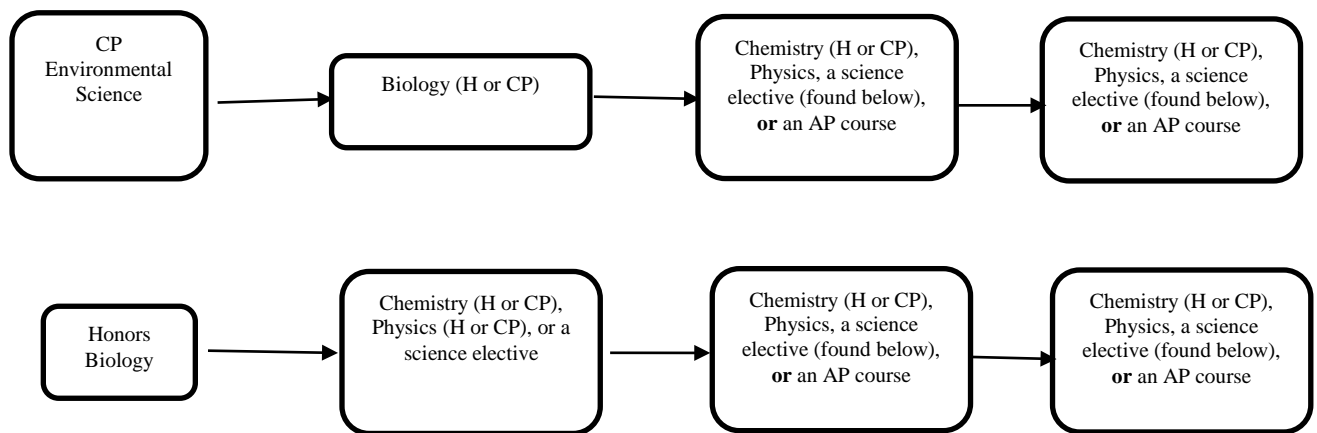 CP
Environmental
Science
Biology (H or CP)
Chemistry (H or CP),
Physics, a science
elective (found below),
or an AP course
Chemistry (H or CP),
Physics, a science
elective (found below),
or an AP course
Honors
Biology
Chemistry (H or CP),
Physics (H or CP), or a
science elective
Chemistry (H or CP),
Physics, a science
elective (found below),
or an AP course
Chemistry (H or CP),
Physics, a science
elective (found below),
or an AP course